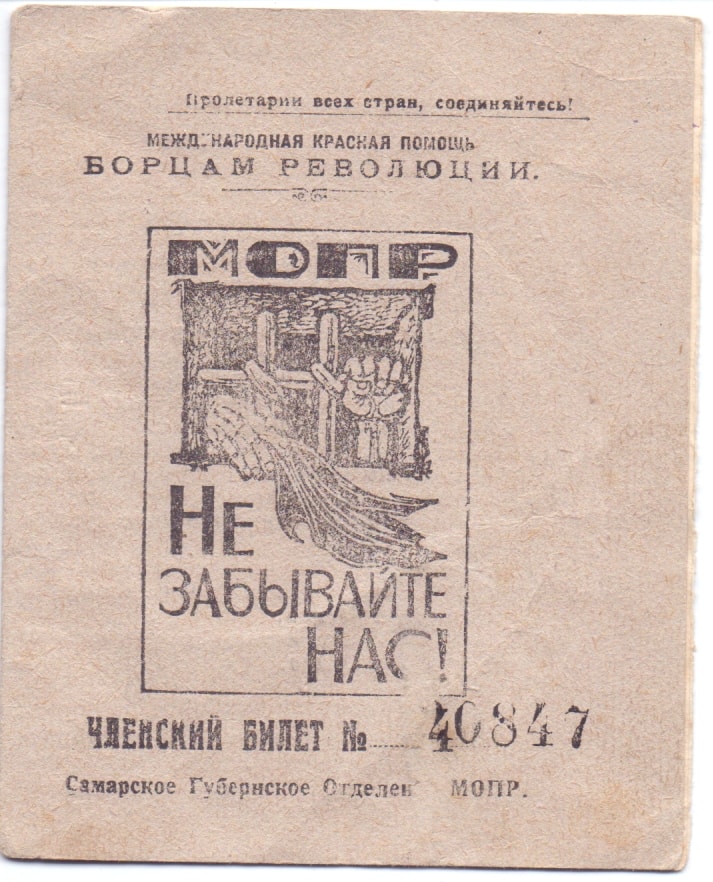 Пролетарии всех стран, соединяйтесь!
МЕЖДУНАРОДНАЯ КРАСНАЯ ПОМОЩЬ
БОРЦАМ РЕВОЛЮЦИИ.
МОПР
НЕ
ЗАБЫВАЙТЕ
НАС!
ЧЛЕНСКИЙ БИЛЕТ № 40847
Самарское Губернское Отделен МОПР.